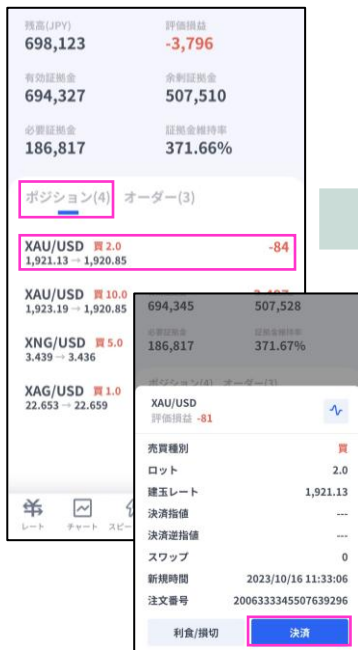 残高(JPY) 評価損益
698,123 -3,796
有効証拠金 余剰証拠金
694,327 507,510
必要証拠金 証拠金維持率
186,817 371.66%
ポジション(4) オーダー(3)
XAU/USD 買 2.0 -84
1,921.13 → 1,920.85
XAU/USD 買 10.0
1,923.19 → 1,920.85
XNG/USD 買 5.0
3.439 → 3.436
XAG/USD 買 1.0
22.653 → 22.659
レート チャート スピー
694,345 507,528
必要証拠金 証拠金維持率
186,817 371.67%
ポジション(4) オーダー(3)
XAU/USD
評価損益 -81
売買種別 買
ロット 2.0
建玉レート 1,921.13
決済指値 ---
決済逆指値 ---
スワップ 0
新規時間 2023/10/16 11:33:06
注文番号 2006333345507639296
利食/損切 決済